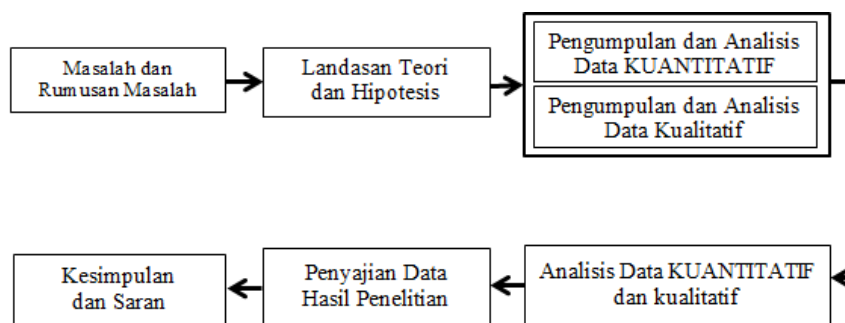 Masalah dan
Rumusan Masalah
Landasan Teori
dan Hipotesis
Pengumpulan dan Analisis
Data KUANTITATIF
Pengumpulan dan Analisis
Data Kualitatif
Kesimpulan
dan Saran
Penyajian Data
Hasil Penelitian
Analisis Data KUANTITATIF
dan kualitatif